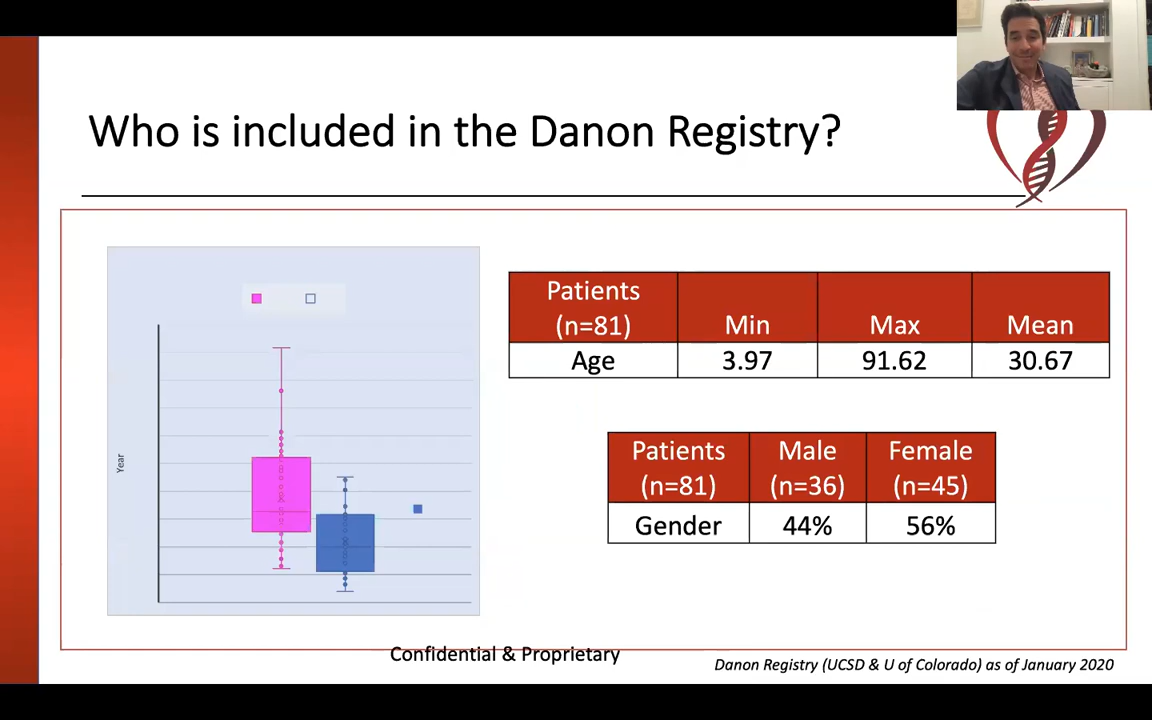 Who is included in the Danon Registry?
Year
Patients
(n=81)
Min
Max
Mean
Age
3.97
91.62
30.67
Patients
(n=81)
Male
(n=36)
Female
(n=45)
Gender
44%
56%
Confidential & Proprietary
Danon Registry (UCSD & U of Colorado) as of January 2020